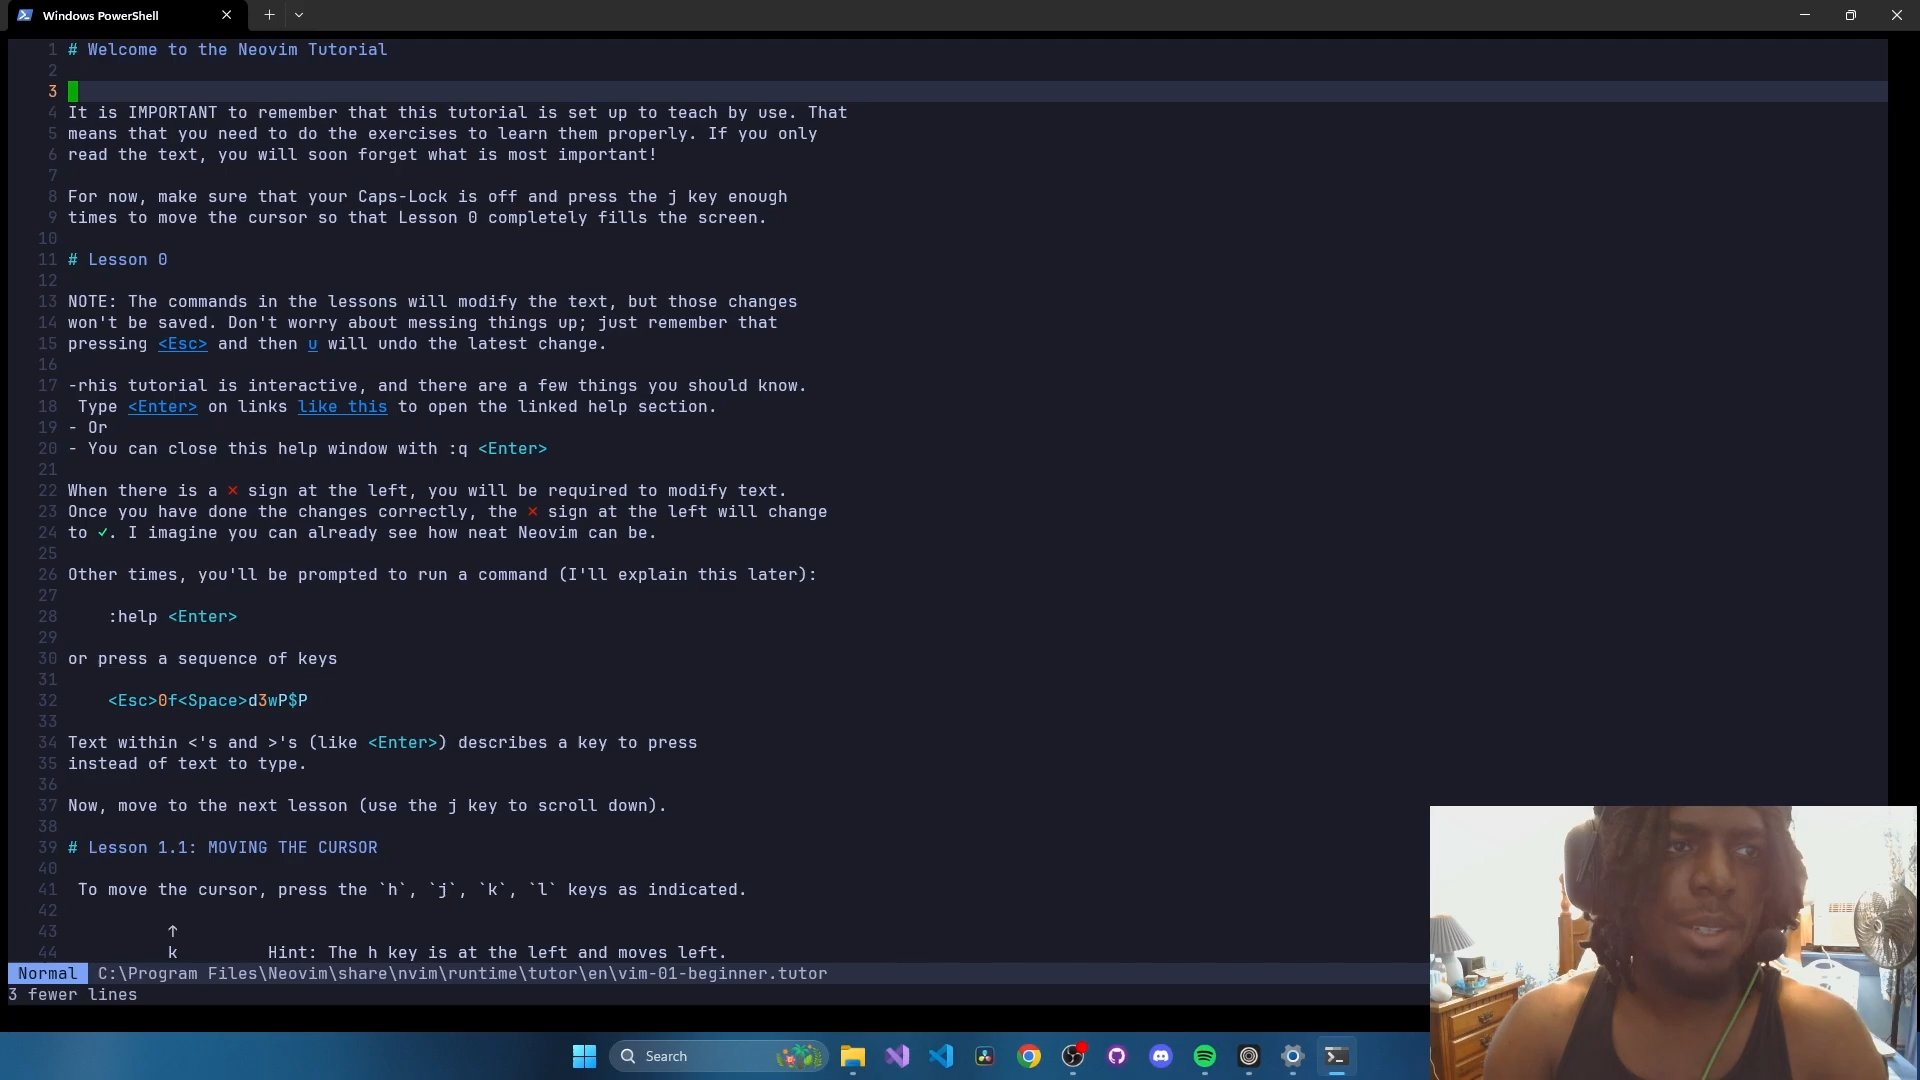 Windows PowerShell
1 # Welcome to the Neovim Tutorial
2
3
4 It is IMPORTANT to remember that this tutorial is set up to teach by use. That
5 means that you need to do the exercises to learn them properly. If you only
6 read the text, you will soon forget what is most important!
7
8 For now, make sure that your Caps-Lock is off and press the j key enough
9 times to move the cursor so that Lesson 0 completely fills the screen.
10
11 # Lesson 0
12
13 NOTE: The commands in the lessons will modify the text, but those changes
14 won't be saved. Don't worry about messing things up; just remember that
15 pressing <Esc> and then u will undo the latest change.
16
17 -rhis tutorial is interactive, and there are a few things you should know.
18  Type <Enter> on links like this to open the linked help section.
19 - Or
20 - You can close this help window with :q <Enter>
21
22 When there is a ✗ sign at the left, you will be required to modify text.
23 Once you have done the changes correctly, the ✗ sign at the left will change
24 to ✓. I imagine you can already see how neat Neovim can be.
25
26 Other times, you'll be prompted to run a command (I'll explain this later):
27
28     :help <Enter>
29
30 or press a sequence of keys
31
32     <Esc>0f<Space>d3wP$P
33
34 Text within <'s and >'s (like <Enter>) describes a key to press
35 instead of text to type.
36
37 Now, move to the next lesson (use the j key to scroll down).
38
39 # Lesson 1.1: MOVING THE CURSOR
40
41  To move the cursor, press the `h`, `j`, `k`, `l` keys as indicated.
42
43           ↑
44           k         Hint: The h key is at the left and moves left.
Normal C:\Program Files\Neovim\share\nvim\runtime\tutor\en\vim-01-beginner.tutor
3 fewer lines
Search